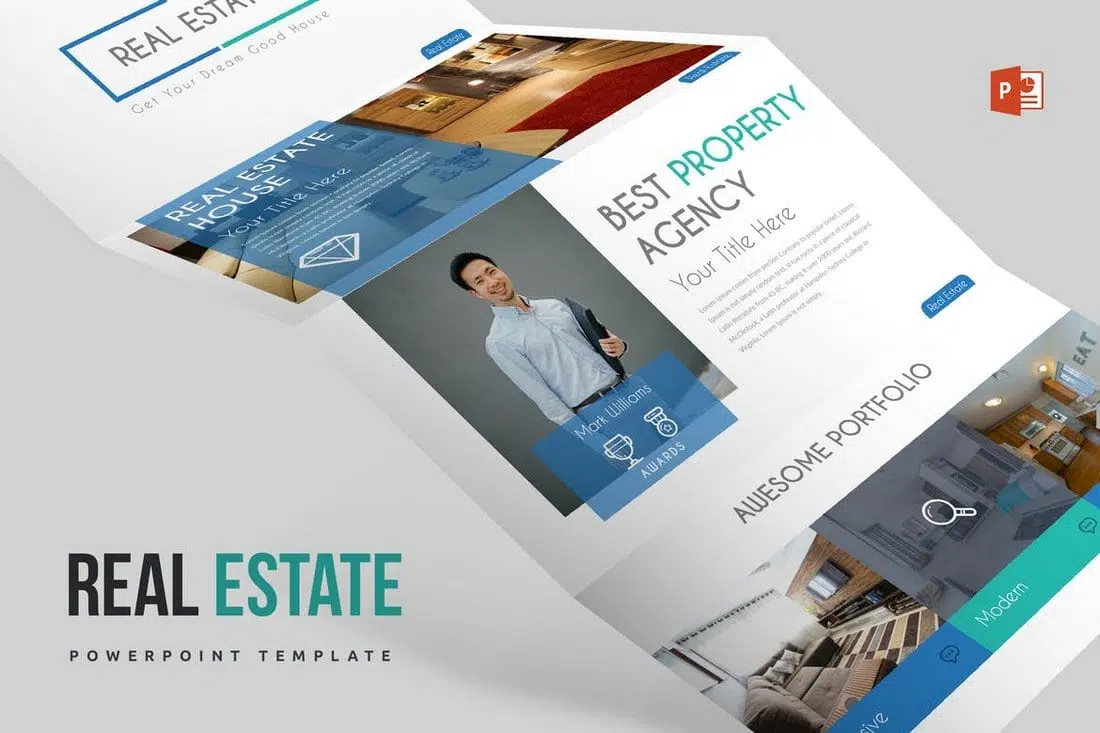 REAL ESTA
Get Your Dream Good House
Real Estate
REAL ESTATE
HOUSE
Your Title Here
BEST PROPERTY
AGENCY
Your Title Here
Lorem Ipsum comes from section Contrary to popular belief, Lorem
Ipsum is not simply random text. It has roots in a piece of classical
Latin literature from 45 BC, making it over 2000 years old. Richard
McClintock, a Latin professor at Hampden-Sydney College in
Virginia. Lorem Ipsum is not simply.
Real Estate
Mark Williams
AWARDS
AWESOME PORTFOLIO
EAT
Modern
sive
P
REAL ESTATE
POWERPOINT TEMPLATE